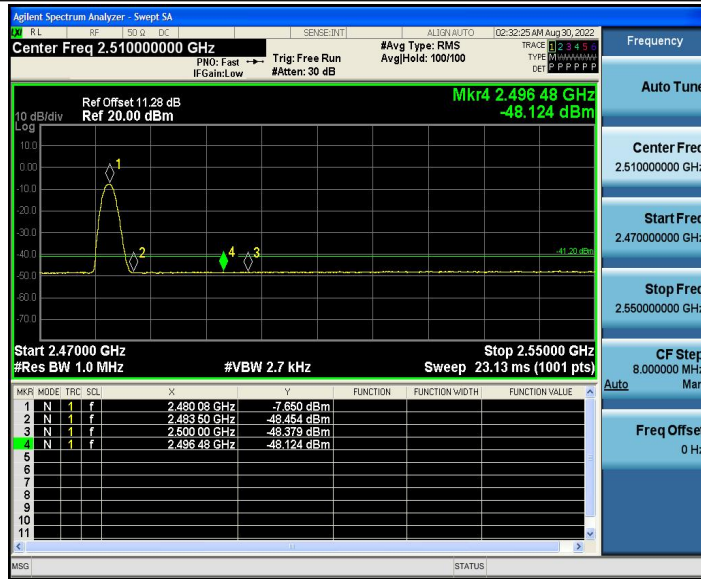 Agilent Spectrum Analyzer - Swept SA
LXI RL RF 50 Ω DC SENSE:INT ALIGN AUTO 02:32:25 AM Aug 30, 2022
Center Freq 2.510000000 GHz
PNO: Fast
IFGain:Low
Trig: Free Run
#Atten: 30 dB
#Avg Type: RMS
Avg|Hold: 100/100
TRACE 1 2 3 4 5 6
TYPE M
DET P P P P P P
Ref Offset 11.28 dB
Ref 20.00 dBm
10 dB/div
Log
Mkr4 2.496 48 GHz
-48.124 dBm
10.0
0.00
-10.0
-20.0
-30.0
-40.0
-50.0
-60.0
-70.0
1
2
4
3
-41.20 dBm
Start 2.47000 GHz Stop 2.55000 GHz
#Res BW 1.0 MHz #VBW 2.7 kHz Sweep 23.13 ms (1001 pts)
MKR MODE TRC SCL X Y FUNCTION FUNCTION WIDTH FUNCTION VALUE
1 N 1 f 2.480 08 GHz -7.650 dBm
2 N 1 f 2.483 50 GHz -48.454 dBm
3 N 1 f 2.500 00 GHz -48.379 dBm
4 N 1 f 2.496 48 GHz -48.124 dBm
5
6
7
8
9
10
11
MSG STATUS
Frequency
Auto Tune
Center Freq
2.510000000 GHz
Start Freq
2.470000000 GHz
Stop Freq
2.550000000 GHz
CF Step
8.000000 MHz
Auto Man
Freq Offset
0 Hz